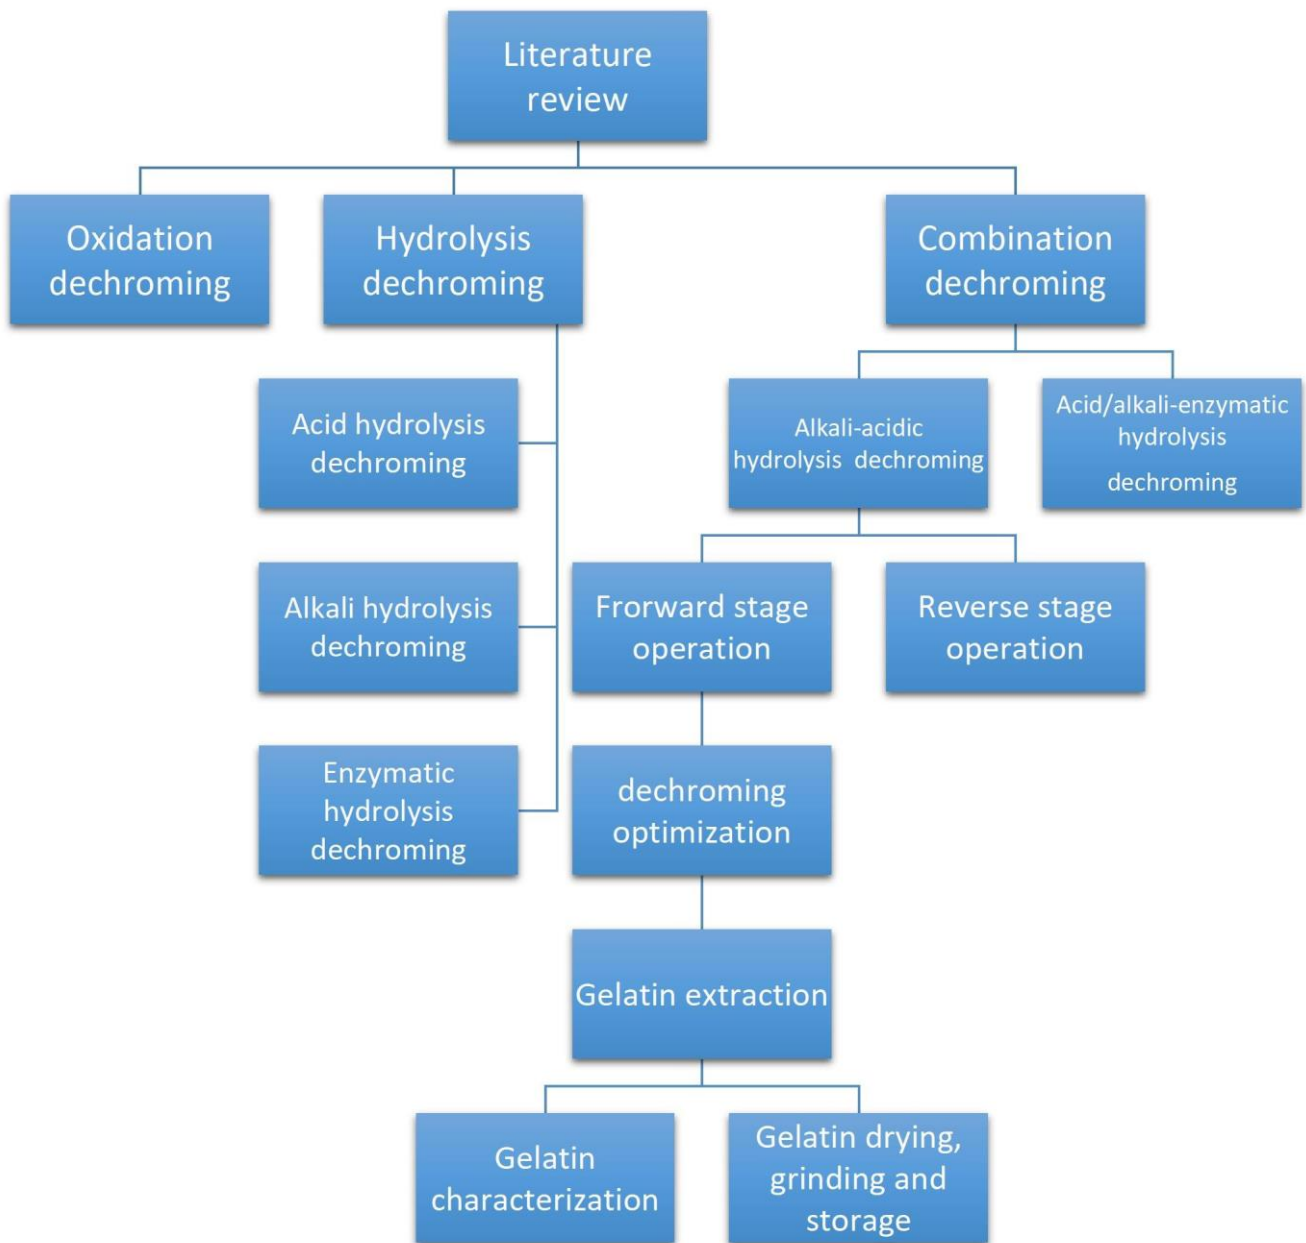 Literature
review
Oxidation
dechroming
Hydrolysis
dechroming
Combination
dechroming
Acid hydrolysis
dechroming
Alkali-acidic
hydrolysis dechroming
Acid/alkali-enzymatic
hydrolysis
dechroming
Alkali hydrolysis
dechroming
Frorward stage
operation
Reverse stage
operation
Enzymatic
hydrolysis
dechroming
dechroming
optimization
Gelatin extraction
Gelatin
characterization
Gelatin drying,
grinding and
storage